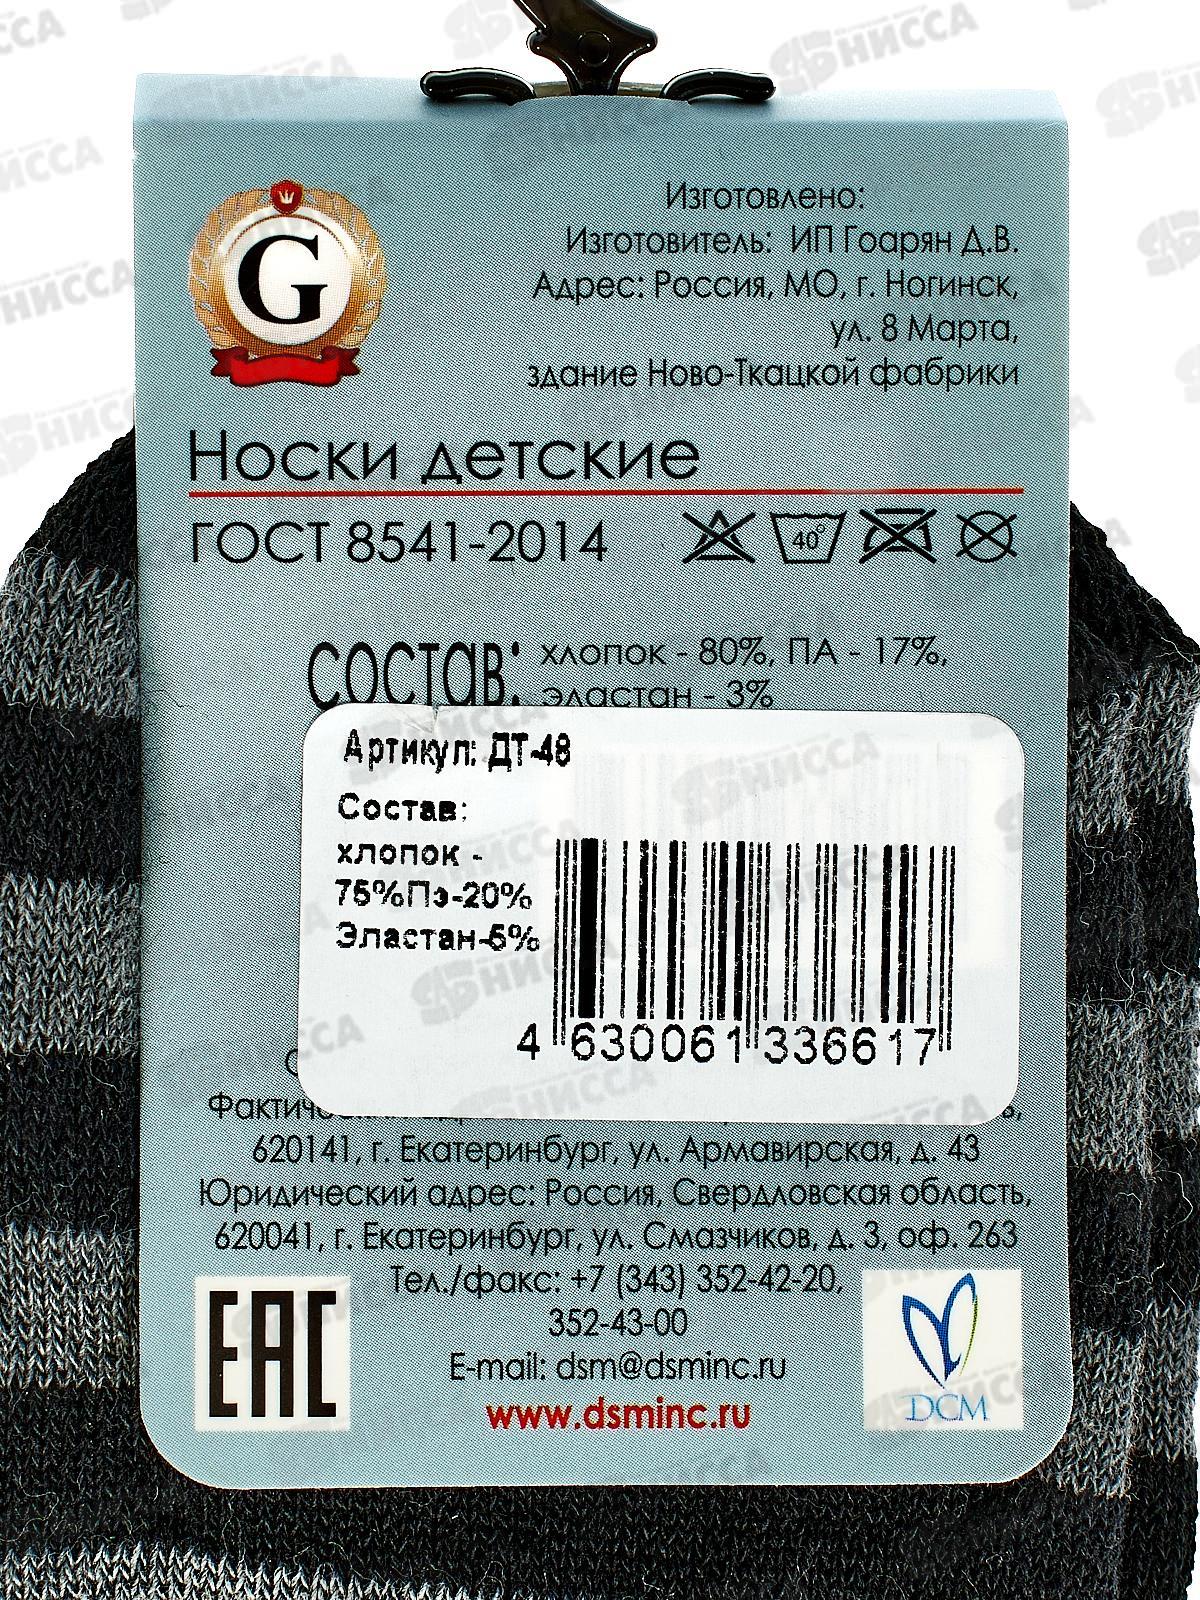 G
Изготовлено:
Изготовитель: ИП Гоарян Д.В.
Адрес: Россия, МО, г. Ногинск,
ул. 8 Марта,
здание Ново-Ткацкой фабрики
Носки детские
ГОСТ 8541-2014
40°
состав: хлопок - 80%, ПА - 17%,
эластан - 3%
Артикул: ДТ-48
Состав:
хлопок -
75%Пэ-20%
Эластан-5%
4 630061 336617
620141, г. Екатеринбург, ул. Армавирская, д. 43
Юридический адрес: Россия, Свердловская область,
620041, г. Екатеринбург, ул. Смазчиков, д. 3, оф. 263
Тел./факс: +7 (343) 352-42-20,
352-43-00
E-mail: dsm@dsminc.ru
www.dsminc.ru
ЕАС
DCM
НИССА